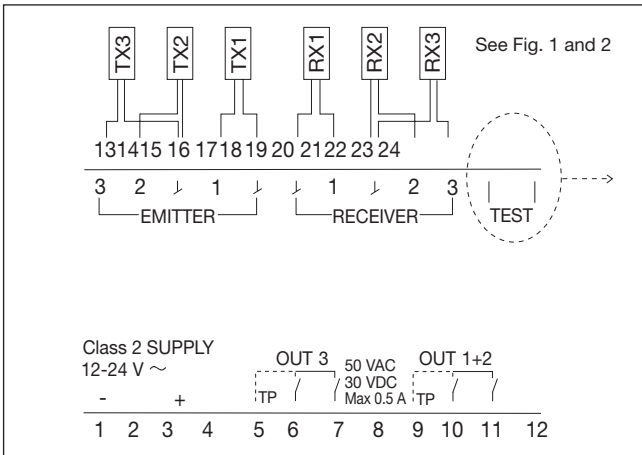 TX3 TX2 TX1 RX1 RX2 RX3 See Fig. 1 and 2
13 14 15 16 17 18 19 20 21 22 23 24
3 2 1 1 2 3
EMITTER RECEIVER TEST
Class 2 SUPPLY
12-24 V ~
OUT 3
50 VAC
30 VDC
Max 0.5 A
OUT 1+2
- + TP TP
1 2 3 4 5 6 7 8 9 10 11 12